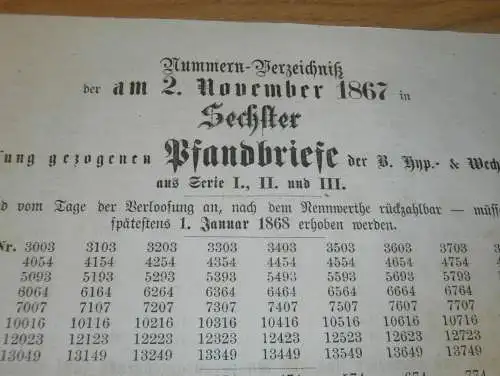 Nummern-Verzeichniß
der am 2. November 1867 in
Sechster
gezogenen Pfandbriefe der B. Hyp.- & Wech
aus Serie I., II. und III.
vom Tage der Verloosung an, nach dem Nennwerthe rückzahlbar — müss
spätestens 1. Januar 1868 erhoben werden.
Nr. 3003 3103 3203 3303 3403 3503 3603 3703
4054 4154 4254 4354 4454 4554 4654 4754
5093 5193 5293 5393 5493 5593 5693 5793
6064 6164 6264 6364 6464 6564 6664 6764
7007 7107 7207 7307 7407 7507 7607 7707
10016 10116 10216 10316 10416 10516 10616 10716
12023 12123 12223 12323 12423 12523 12623 12723
13049 13149 13249 13349 13449 13549 13649 13749